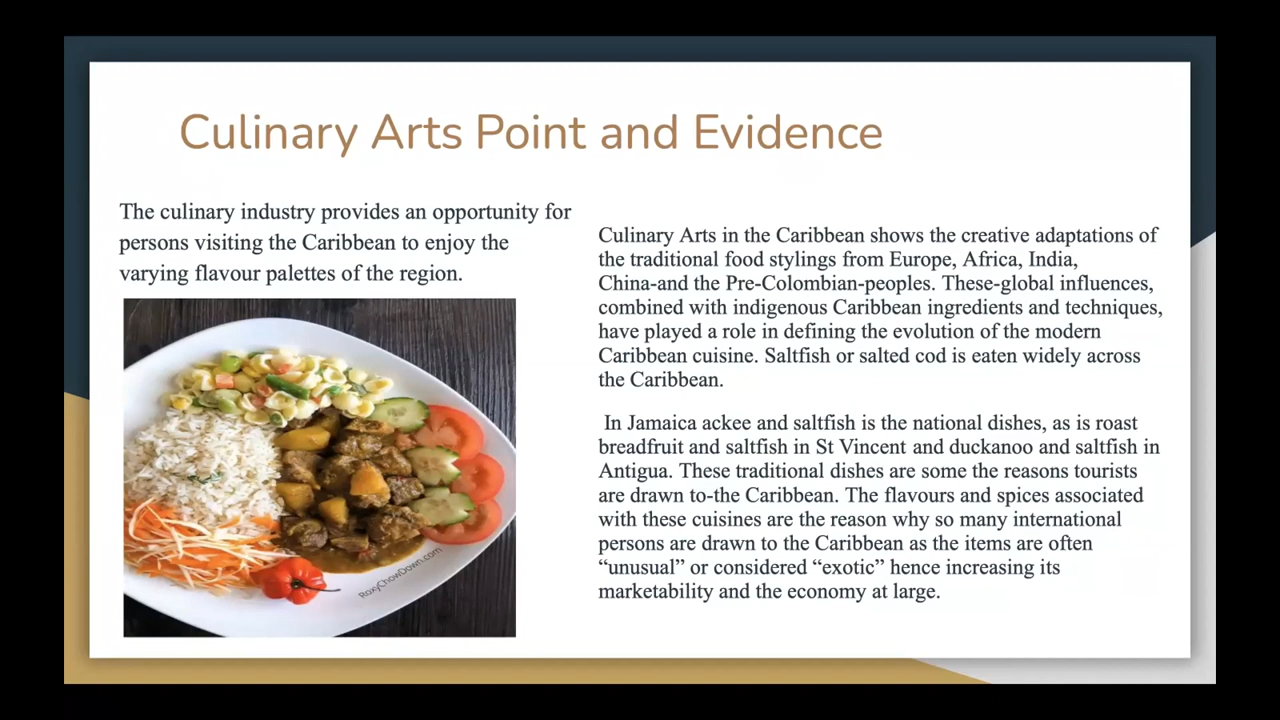 Culinary Arts Point and Evidence
The culinary industry provides an opportunity for
persons visiting the Caribbean to enjoy the
varying flavour palettes of the region.
RoxyChowDown.com
Culinary Arts in the Caribbean shows the creative adaptations of
the traditional food stylings from Europe, Africa, India,
China-and the Pre-Colombian-peoples. These-global influences,
combined with indigenous Caribbean ingredients and techniques,
have played a role in defining the evolution of the modern
Caribbean cuisine. Saltfish or salted cod is eaten widely across
the Caribbean.
In Jamaica ackee and saltfish is the national dishes, as is roast
breadfruit and saltfish in St Vincent and duckanoo and saltfish in
Antigua. These traditional dishes are some the reasons tourists
are drawn to-the Caribbean. The flavours and spices associated
with these cuisines are the reason why so many international
persons are drawn to the Caribbean as the items are often
“unusual” or considered “exotic” hence increasing its
marketability and the economy at large.